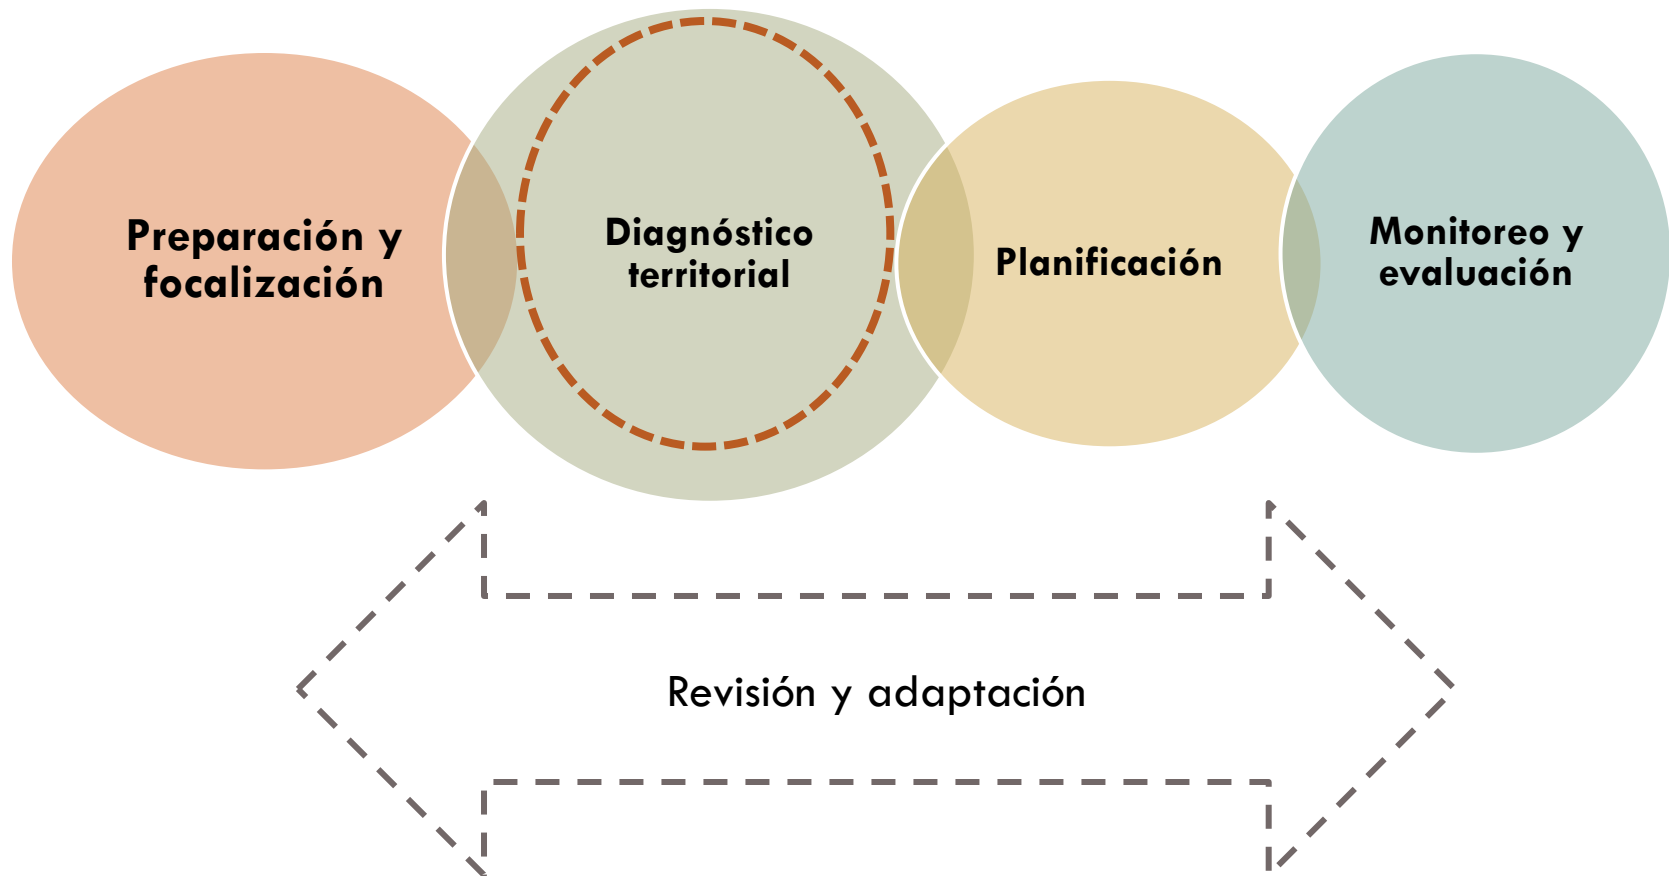 Preparación y
focalización
Diagnóstico
territorial
Planificación
Monitoreo y
evaluación
Revisión y adaptación